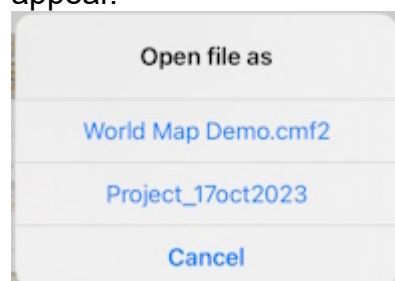 appear.
Open file as
World Map Demo.cmf2
Project_17oct2023
Cancel